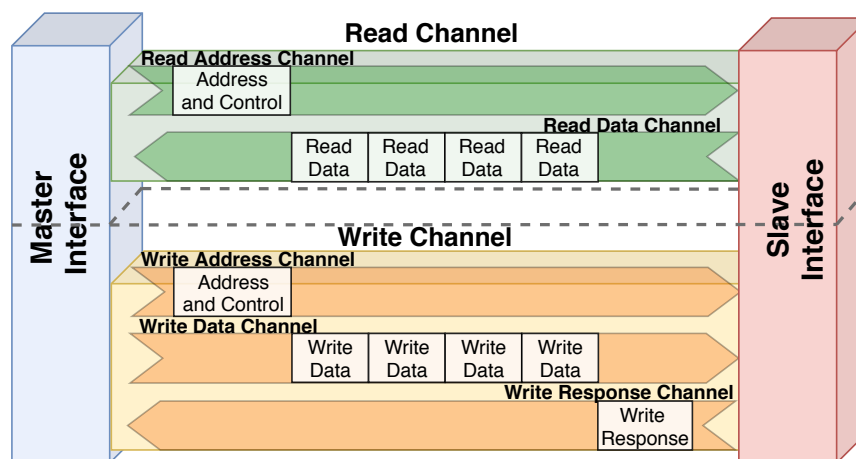 Read Channel
Read Address Channel
Address
and Control
Read Data Channel
Read Read Read Read
Data Data Data Data
Master
Interface
Slave
Interface
Write Channel
Write Address Channel
Address
and Control
Write Data Channel
Write Write Write Write
Data Data Data Data
Write Response Channel
Write
Response